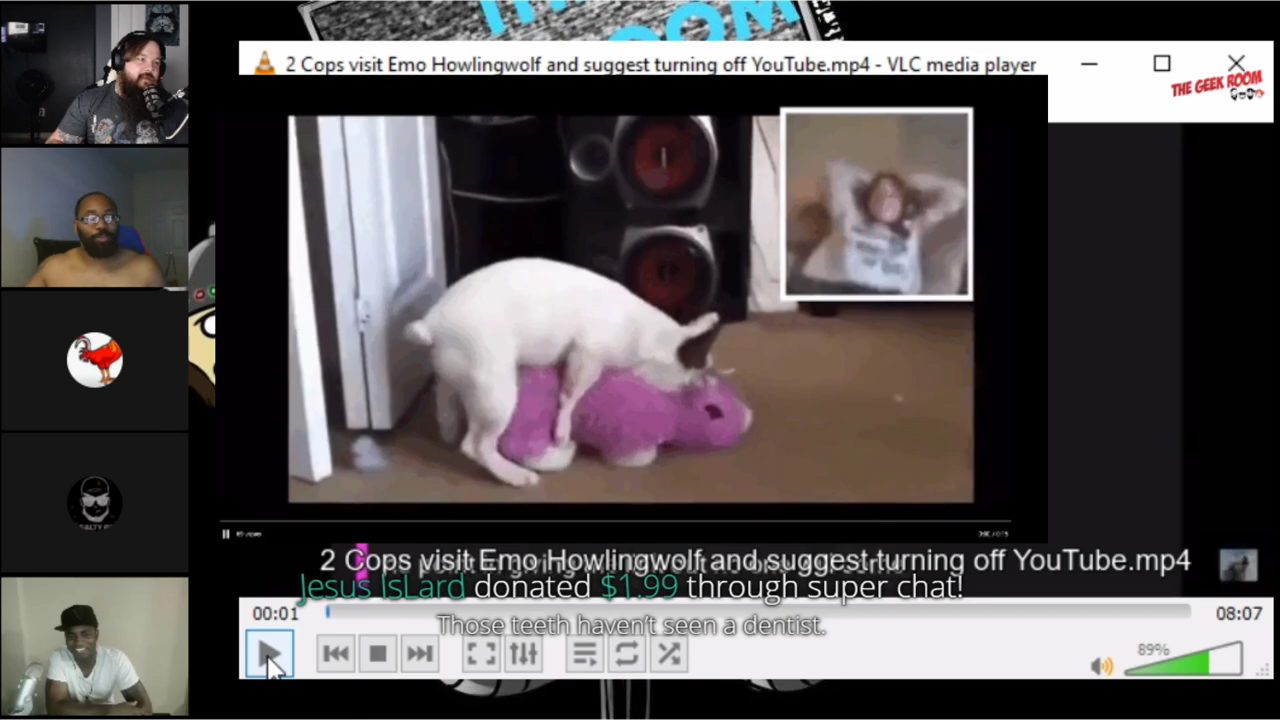 2 Cops visit Emo Howlingwolf and suggest turning off YouTube.mp4 - VLC media player
THE GEEK ROOM
2 Cops visit Emo Howlingwolf and suggest turning off YouTube.mp4
Jesus IsLard donated $1.99 through super chat!
00:01
08:07
Those teeth haven't seen a dentist.
89%